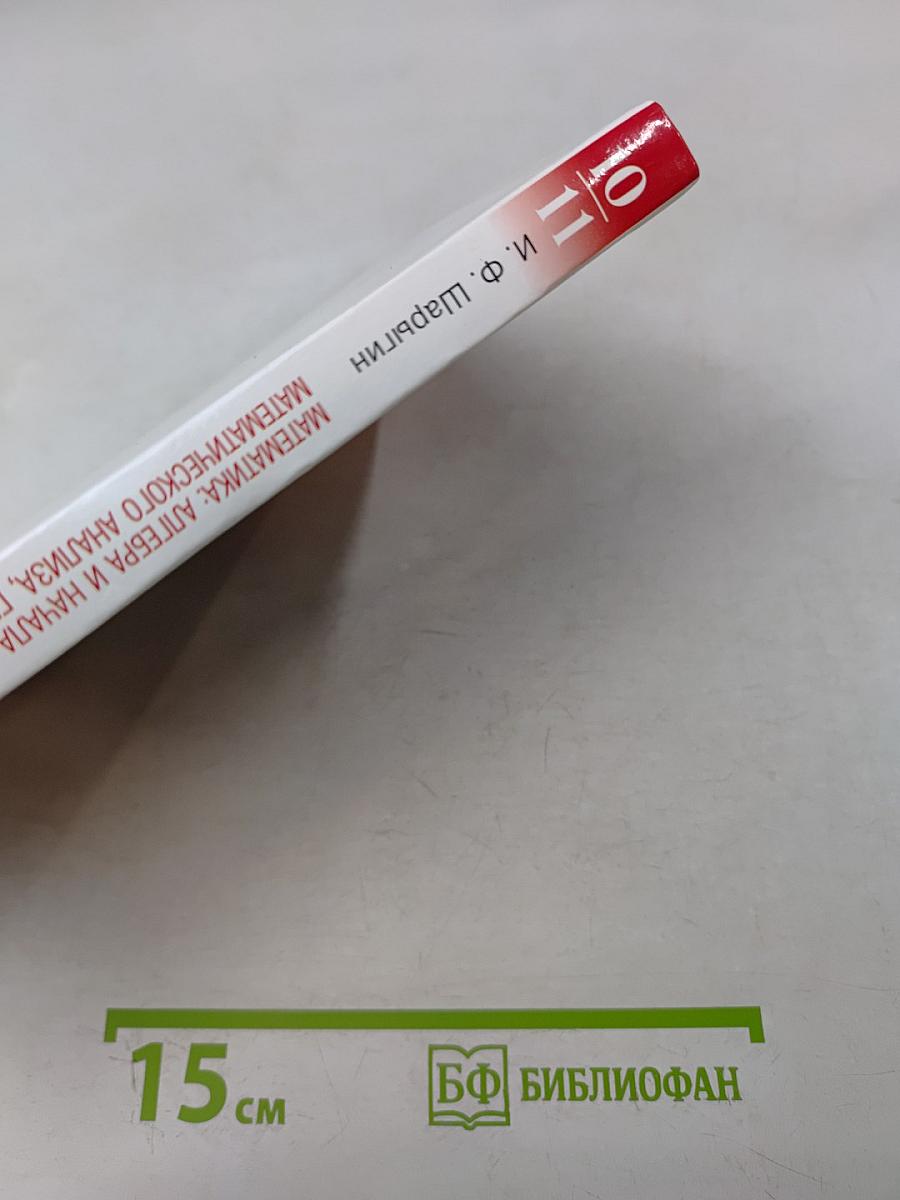 10
11
И. Ф. Шарыгин
МАТЕМАТИКА: АЛГЕБРА И НАЧАЛА
МАТЕМАТИЧЕСКОГО АНАЛИЗА,
15 см
БФ БИБЛИОФАН